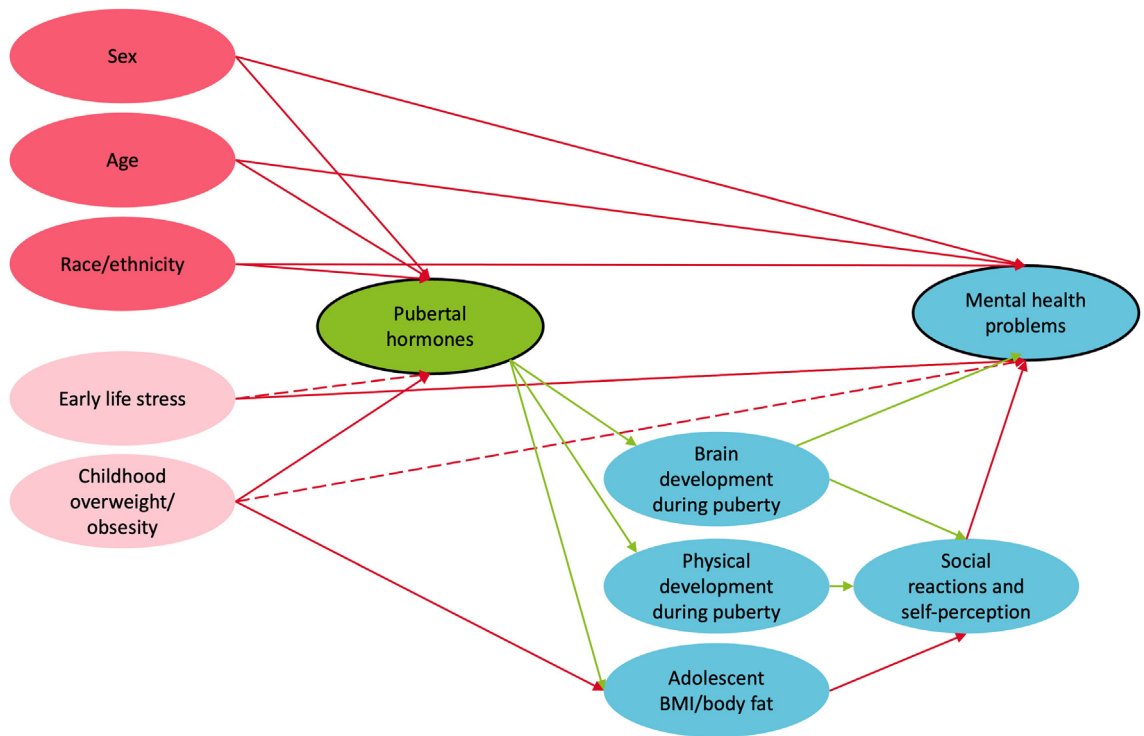 Sex
Age
Race/ethnicity
Pubertal
hormones
Mental health
problems
Early life stress
Childhood
overweight/
obsesity
Brain
development
during puberty
Physical
development
during puberty
Social
reactions and
self-perception
Adolescent
BMI/body fat